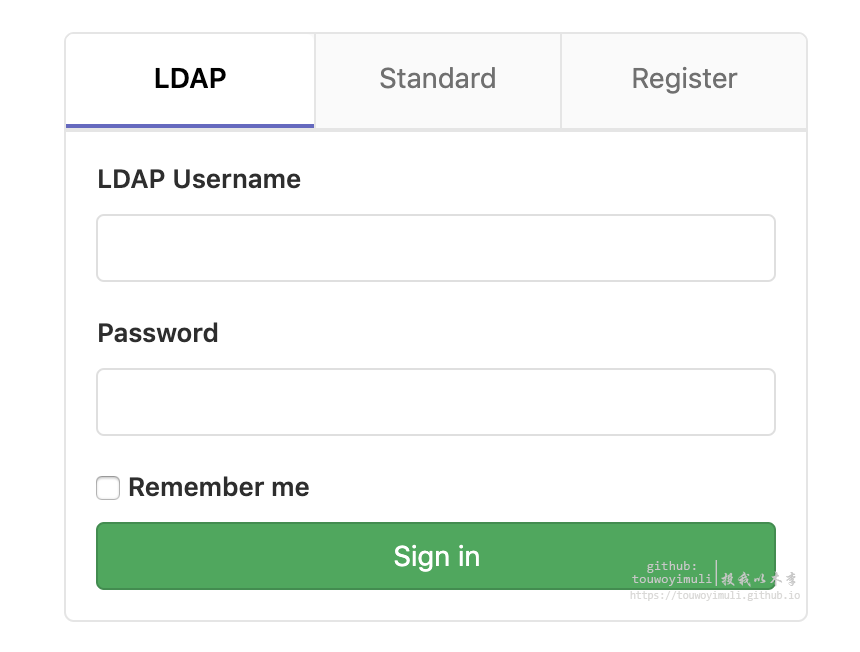 LDAP
Standard
Register
LDAP Username
Password
Remember me
Sign in
github:
touwoyimuli
投我以木李
https://touwoyimuli.github.io